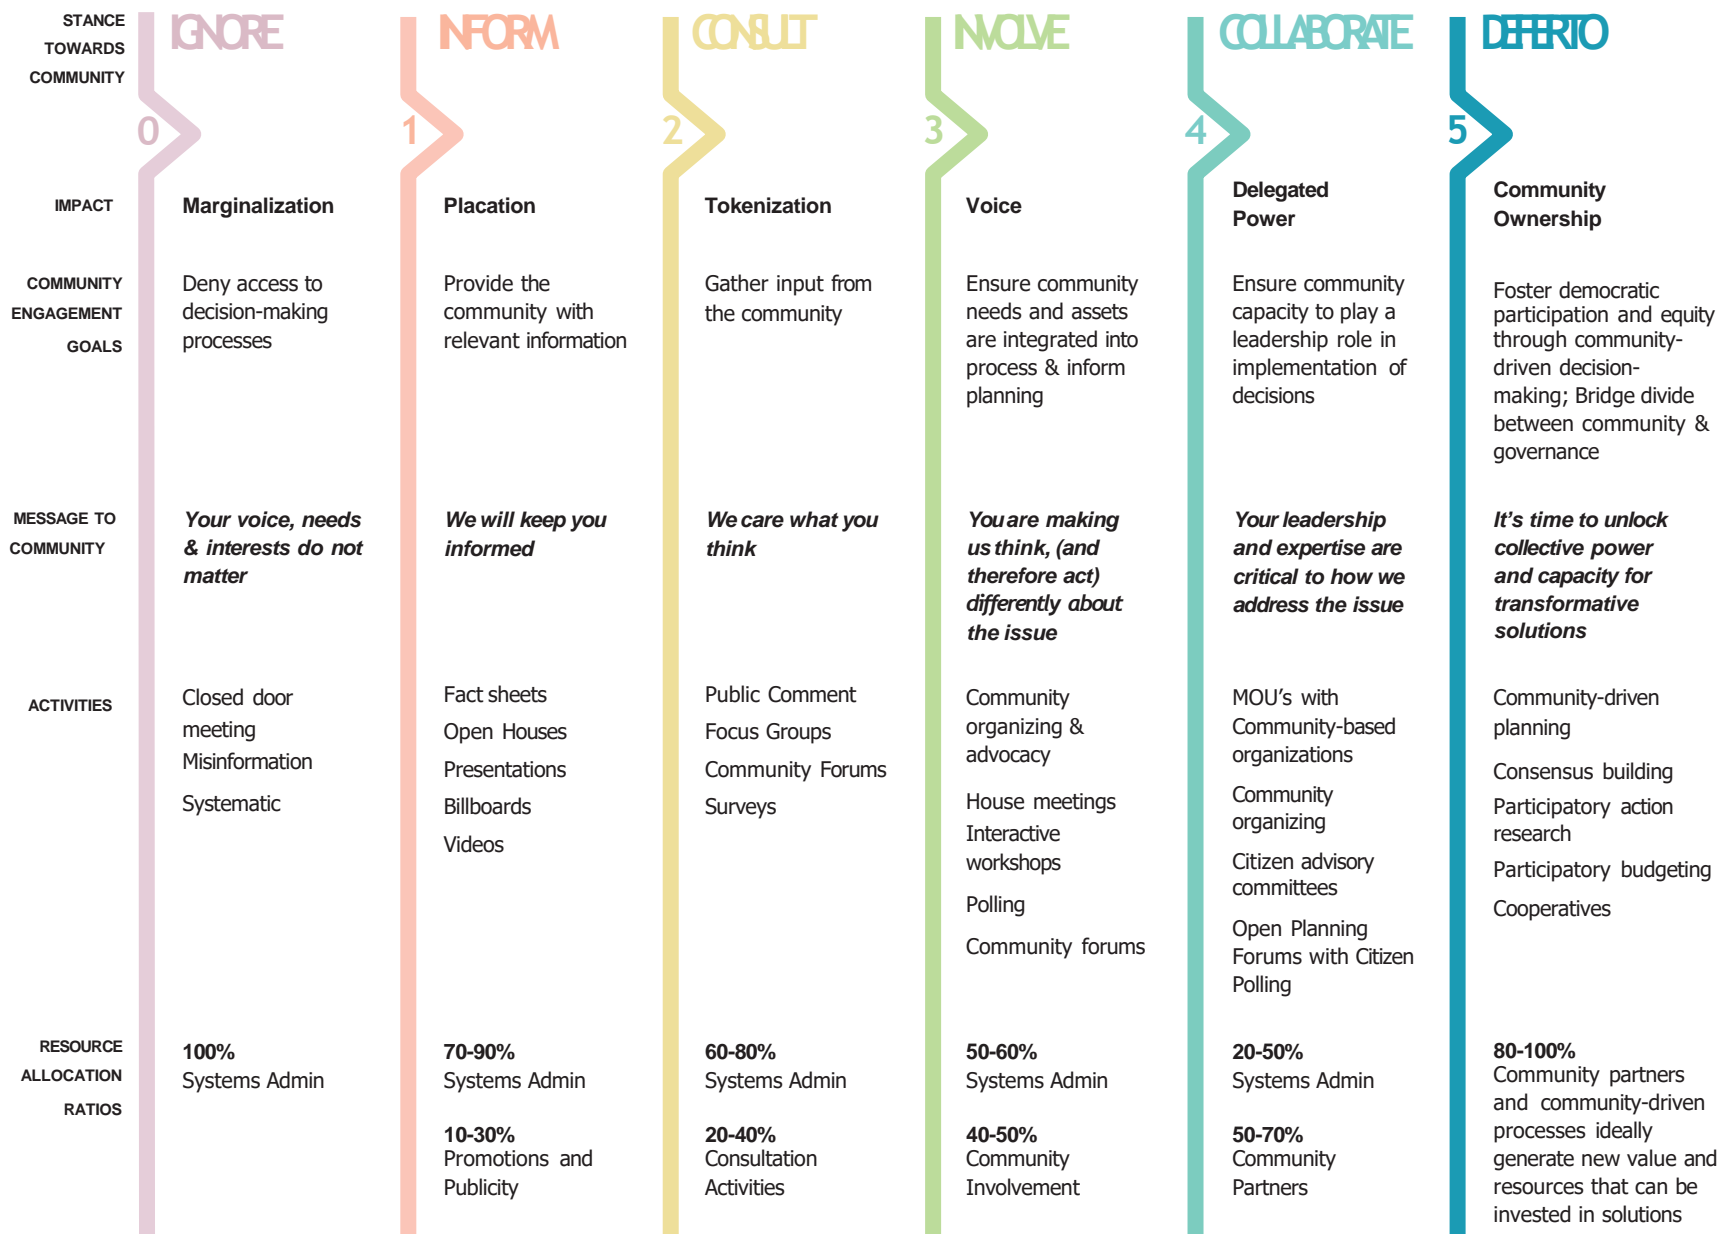 STANCE
TOWARDS
COMMUNITY
IGNORE
INFORM
CONSULT
INVOLVE
COLLABORATE
DEFER TO
0
1
2
3
4
5
IMPACT
Marginalization
Placation
Tokenization
Voice
Delegated
Power
Community
Ownership
COMMUNITY
ENGAGEMENT
GOALS
Deny access to
decision-making
processes
Provide the
community with
relevant information
Gather input from
the community
Ensure community
needs and assets
are integrated into
process & inform
planning
Ensure community
capacity to play a
leadership role in
implementation of
decisions
Foster democratic
participation and equity
through community-
driven decision-
making; Bridge divide
between community &
governance
MESSAGE TO
COMMUNITY
Your voice, needs
& interests do not
matter
We will keep you
informed
We care what you
think
You are making
us think, (and
therefore act)
differently about
the issue
Your leadership
and expertise are
critical to how we
address the issue
It’s time to unlock
collective power
and capacity for
transformative
solutions
ACTIVITIES
Closed door
meeting
Misinformation
Systematic
Fact sheets
Open Houses
Presentations
Billboards
Videos
Public Comment
Focus Groups
Community Forums
Surveys
Community
organizing &
advocacy
House meetings
Interactive
workshops
Polling
Community forums
MOU’s with
Community-based
organizations
Community
organizing
Citizen advisory
committees
Open Planning
Forums with Citizen
Polling
Community-driven
planning
Consensus building
Participatory action
research
Participatory budgeting
Cooperatives
RESOURCE
ALLOCATION
RATIOS
100%
Systems Admin
70-90%
Systems Admin
10-30%
Promotions and
Publicity
60-80%
Systems Admin
20-40%
Consultation
Activities
50-60%
Systems Admin
40-50%
Community
Involvement
20-50%
Systems Admin
50-70%
Community
Partners
80-100%
Community partners
and community-driven
processes ideally
generate new value and
resources that can be
invested in solutions